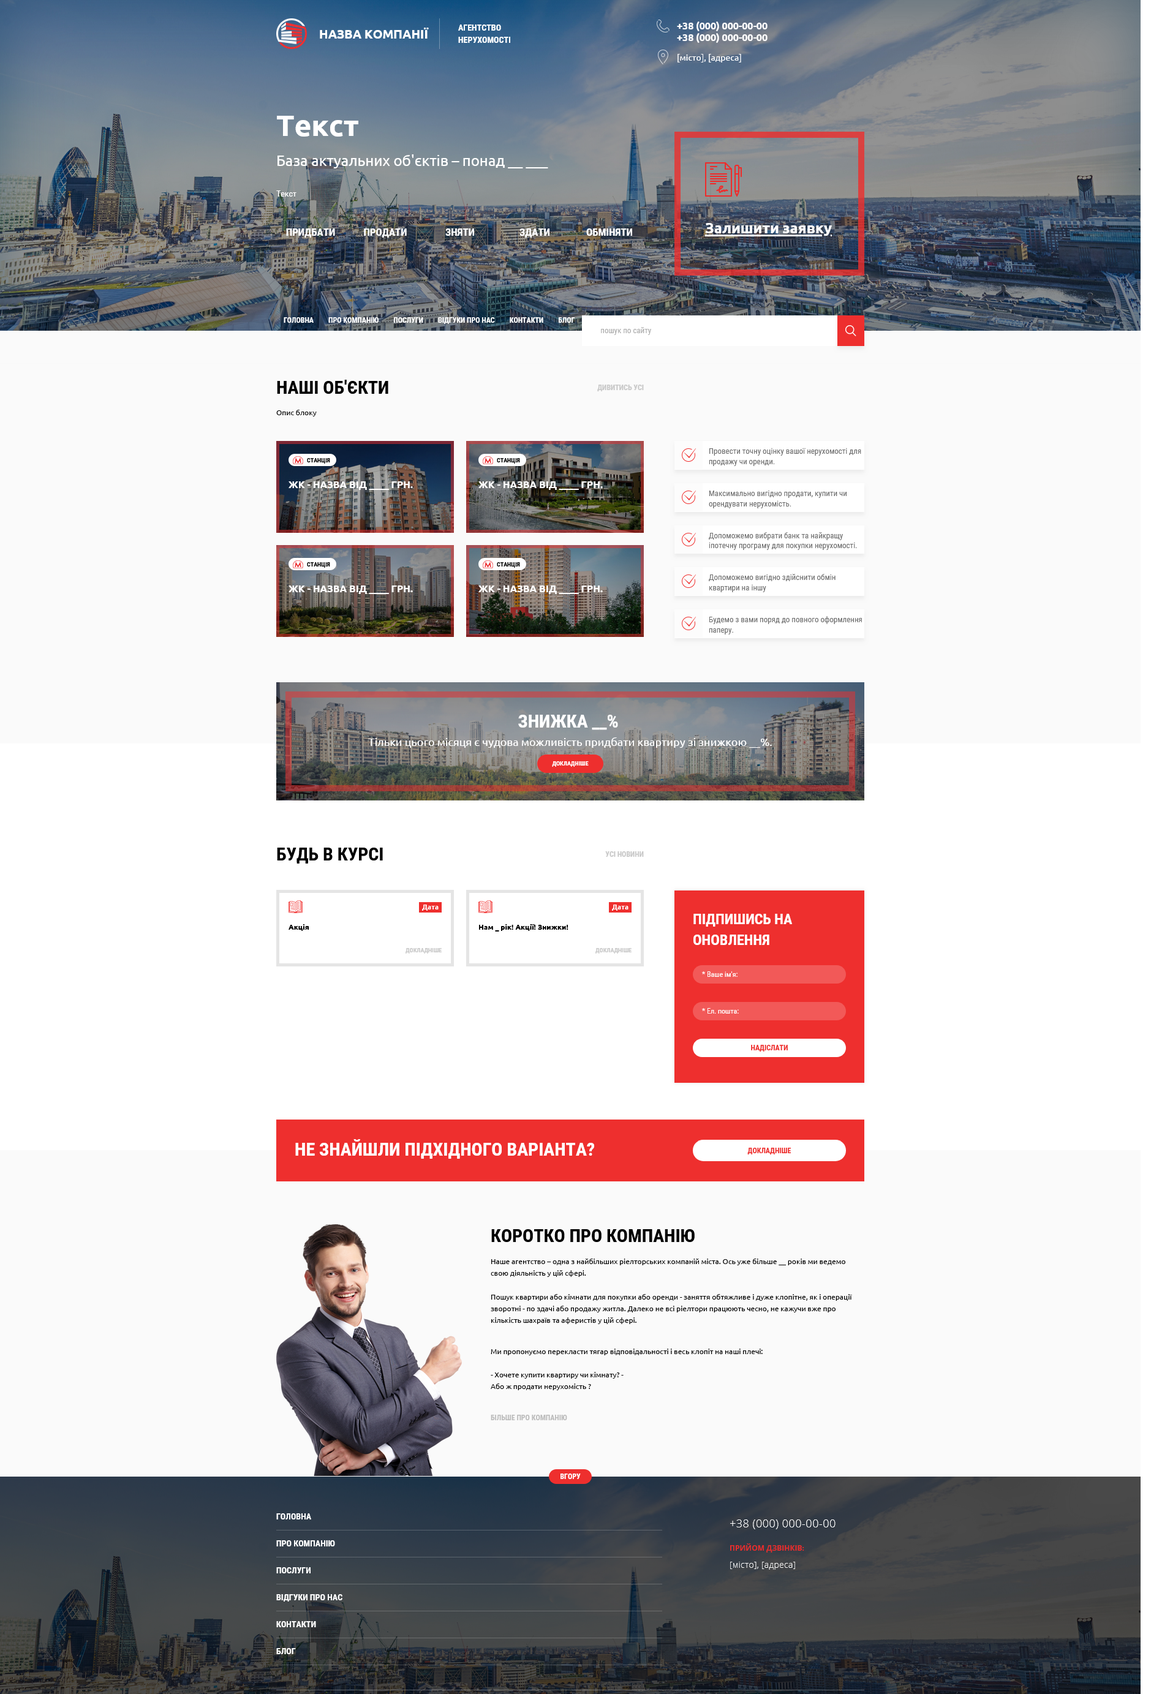 НАЗВА КОМПАНІЇ
АГЕНТСТВО
НЕРУХОМОСТІ
+38 (000) 000-00-00
+38 (000) 000-00-00
[місто], [адреса]
Текст
База актуальних об'єктів – понад __ ___
Текст
ПРИДБАТИ ПРОДАТИ ЗНЯТИ ЗДАТИ ОБМІНЯТИ
Залишити заявку
ГОЛОВНА ПРО КОМПАНІЮ ПОСЛУГИ ВІДГУКИ ПРО НАС КОНТАКТИ БЛОГ
пошук по сайту
НАШІ ОБ'ЄКТИ
ДИВИТИСЬ УСІ
Опис блоку
СТАНЦІЯ
ЖК - НАЗВА ВІД ____ ГРН.
СТАНЦІЯ
ЖК - НАЗВА ВІД ____ ГРН.
СТАНЦІЯ
ЖК - НАЗВА ВІД ____ ГРН.
СТАНЦІЯ
ЖК - НАЗВА ВІД ____ ГРН.
Провести точну оцінку вашої нерухомості для
продажу чи оренди.
Максимально вигідно продати, купити чи
орендувати нерухомість.
Допоможемо вибрати банк та найкращу
іпотечну програму для покупки нерухомості.
Допоможемо вигідно здійснити обмін
квартири на іншу
Будемо з вами поряд до повного оформлення
паперу.
ЗНИЖКА __%
Тільки цього місяця є чудова можливість придбати квартиру зі знижкою __%.
ДОКЛАДНІШЕ
БУДЬ В КУРСІ
УСІ НОВИНИ
Дата
Акція
ДОКЛАДНІШЕ
Дата
Нам _ рік! Акції! Знижки!
ДОКЛАДНІШЕ
ПІДПИШИСЬ НА
ОНОВЛЕННЯ
* Ваше ім'я:
* Ел. пошта:
НАДІСЛАТИ
НЕ ЗНАЙШЛИ ПІДХІДНОГО ВАРІАНТА?
ДОКЛАДНІШЕ
КОРОТКО ПРО КОМПАНІЮ
Наше агентство – одна з найбільших рієлторських компаній міста. Ось уже більше __ років ми ведемо
свою діяльність у цій сфері.
Пошук квартири або кімнати для покупки або оренди - заняття обтяжливе і дуже клопітне, як і операції
зворотні - по здачі або продажу житла. Далеко не всі ріелтори працюють чесно, не кажучи вже про
кількість шахраїв та аферистів у цій сфері.
Ми пропонуємо перекласти тягар відповідальності і весь клопіт на наші плечі:
- Хочете купити квартиру чи кімнату? -
Або ж продати нерухомість ?
БІЛЬШЕ ПРО КОМПАНІЮ
ВГОРУ
ГОЛОВНА
ПРО КОМПАНІЮ
ПОСЛУГИ
ВІДГУКИ ПРО НАС
КОНТАКТИ
БЛОГ
+38 (000) 000-00-00
ПРИЙОМ ДЗВІНКІВ:
[місто], [адреса]